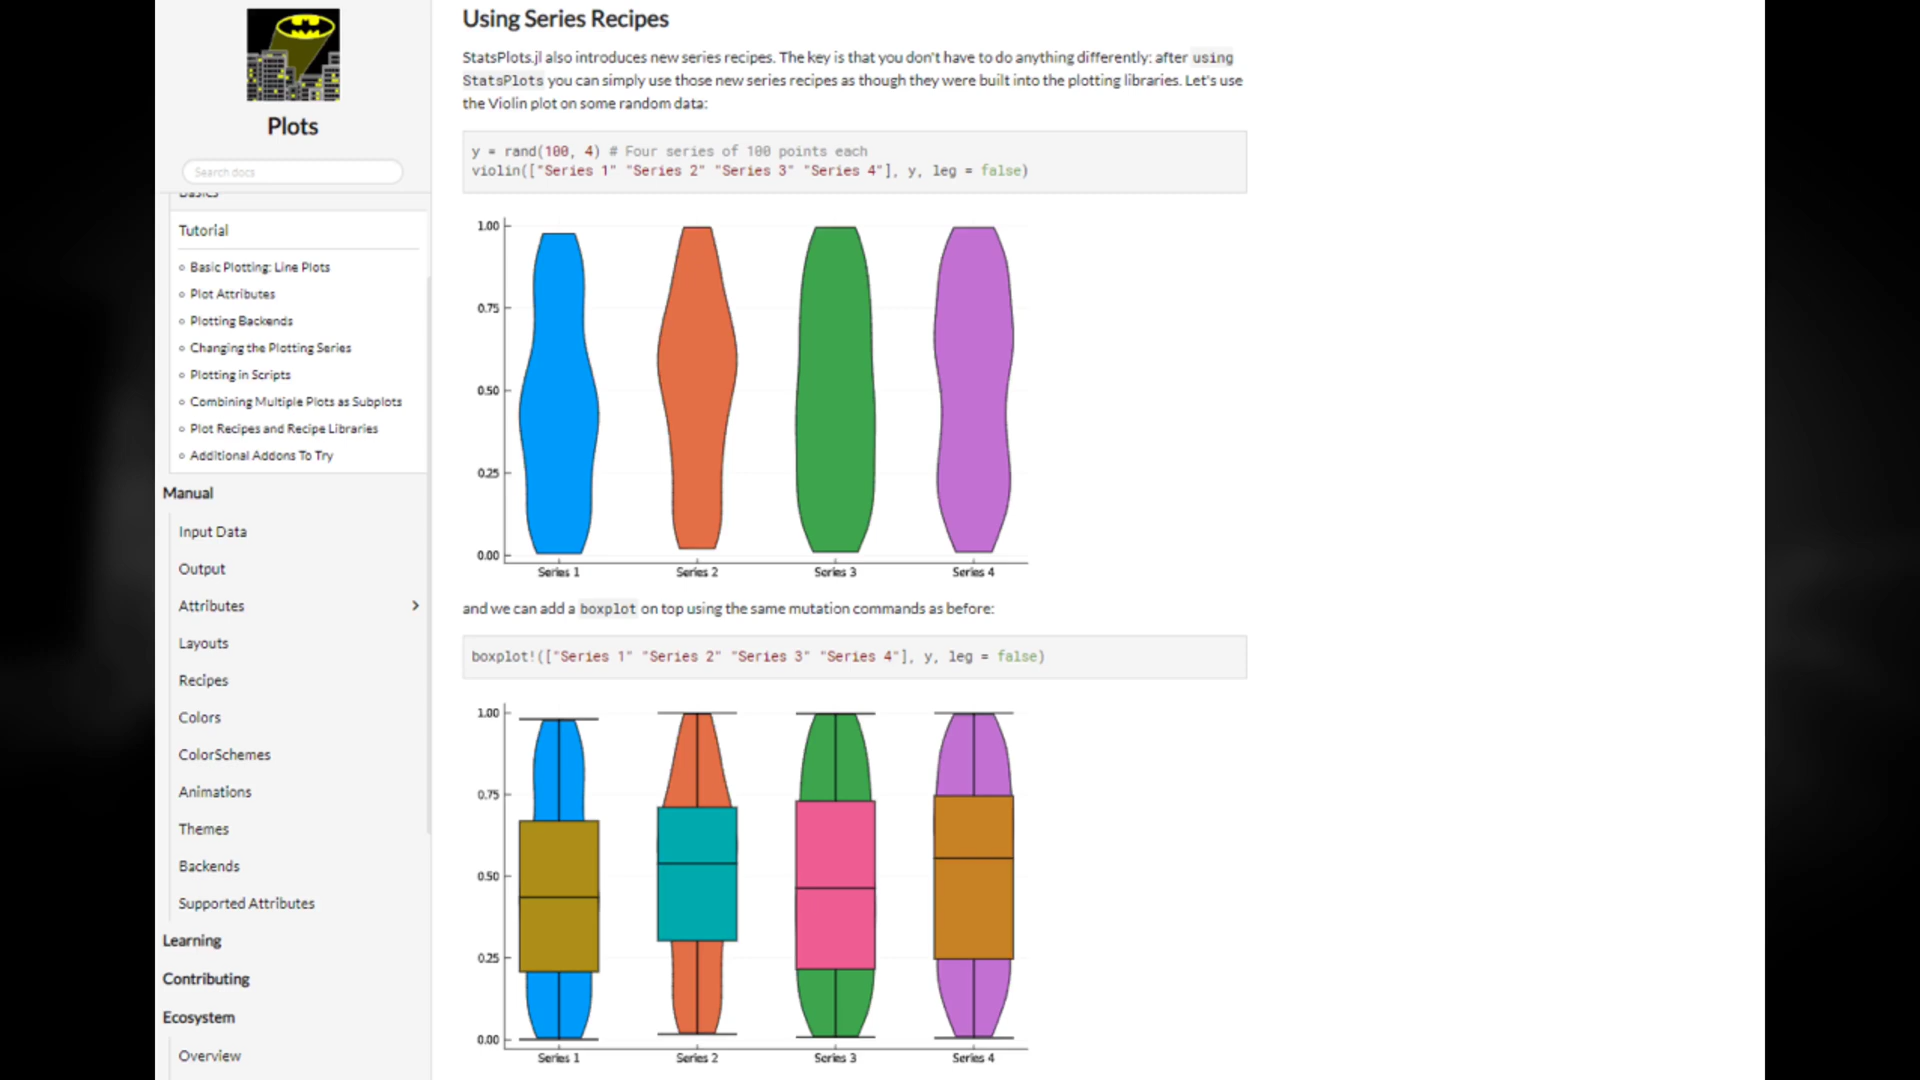 Plots
Search docs
Basics
Tutorial
Basic Plotting: Line Plots
Plot Attributes
Plotting Backends
Changing the Plotting Series
Plotting in Scripts
Combining Multiple Plots as Subplots
Plot Recipes and Recipe Libraries
Additional Addons To Try
Manual
Input Data
Output
Attributes
Layouts
Recipes
Colors
ColorSchemes
Animations
Themes
Backends
Supported Attributes
Learning
Contributing
Ecosystem
Overview
Using Series Recipes
StatsPlots.jl also introduces new series recipes. The key is that you don't have to do anything differently: after using
StatsPlots you can simply use those new series recipes as though they were built into the plotting libraries. Let's use
the Violin plot on some random data:
y = rand(100, 4) # Four series of 100 points each
violin(["Series 1" "Series 2" "Series 3" "Series 4"], y, leg = false)
1.00
0.75
0.50
0.25
0.00
Series 1 Series 2 Series 3 Series 4
and we can add a boxplot on top using the same mutation commands as before:
boxplot!(["Series 1" "Series 2" "Series 3" "Series 4"], y, leg = false)
1.00
0.75
0.50
0.25
0.00
Series 1 Series 2 Series 3 Series 4